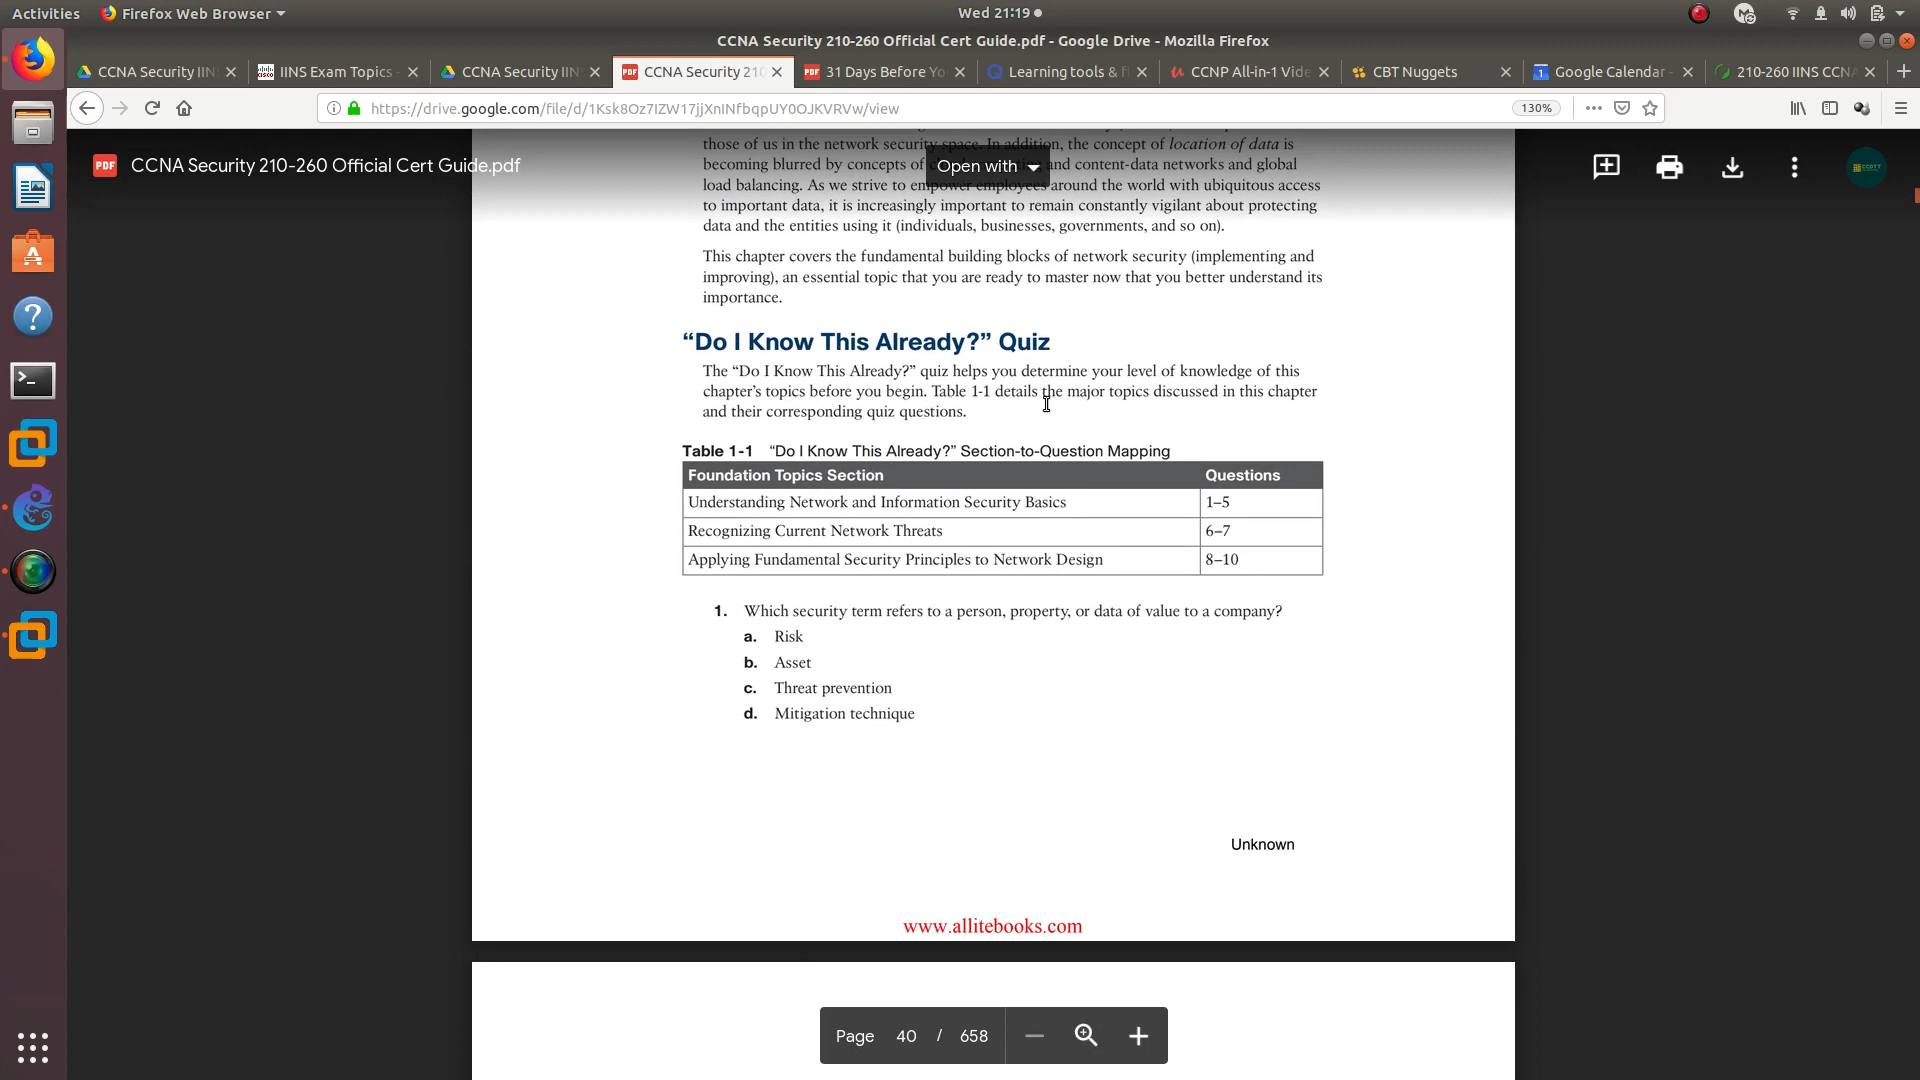 Activities
Firefox Web Browser
Wed 21:19
CCNA Security 210-260 Official Cert Guide.pdf - Google Drive - Mozilla Firefox
CCNA Security IIN
IINS Exam Topics -
CCNA Security IIN
CCNA Security 210
31 Days Before Yo
Learning tools & f
CCNP All-in-1 Vide
CBT Nuggets
Google Calendar -
210-260 IINS CCNA
https://drive.google.com/file/d/1Ksk8Oz7IZW17jjXnINfbqpUY0OJKVRVw/view
130%
those of us in the network security space. In addition, the concept of location of data is
PDF CCNA Security 210-260 Official Cert Guide.pdf
Open with
becoming blurred by concepts of and content-data networks and global
load balancing. As we strive to empower employees around the world with ubiquitous access
to important data, it is increasingly important to remain constantly vigilant about protecting
data and the entities using it (individuals, businesses, governments, and so on).
This chapter covers the fundamental building blocks of network security (implementing and
improving), an essential topic that you are ready to master now that you better understand its
importance.
“Do I Know This Already?” Quiz
The “Do I Know This Already?” quiz helps you determine your level of knowledge of this
chapter’s topics before you begin. Table 1-1 details the major topics discussed in this chapter
and their corresponding quiz questions.
Table 1-1 “Do I Know This Already?” Section-to-Question Mapping
Foundation Topics Section Questions
Understanding Network and Information Security Basics 1–5
Recognizing Current Network Threats 6–7
Applying Fundamental Security Principles to Network Design 8–10
1. Which security term refers to a person, property, or data of value to a company?
a. Risk
b. Asset
c. Threat prevention
d. Mitigation technique
Unknown
www.allitebooks.com
Page 40 / 658